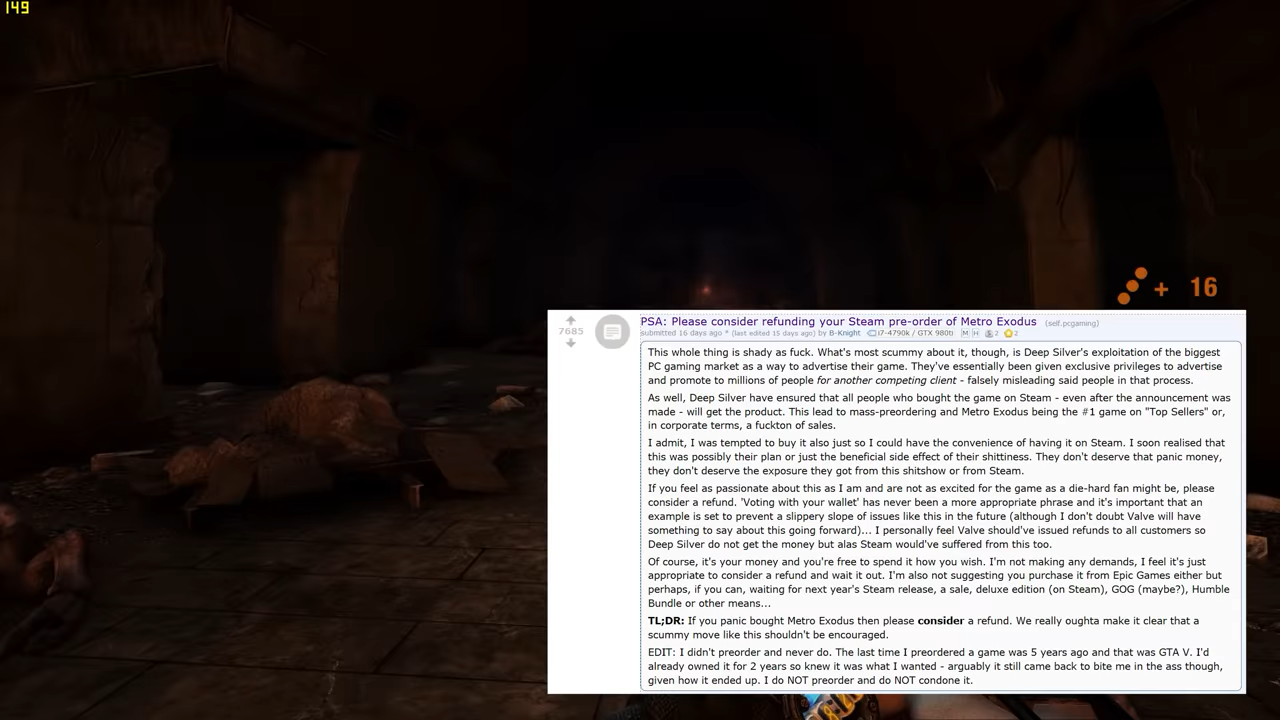 149
+ 16
PSA: Please consider refunding your Steam pre-order of Metro Exodus (self.pcgaming)
7685
submitted 16 days ago * (last edited 15 days ago) by B-Knight i7-4790k / GTX 980ti M H 2 2
This whole thing is shady as fuck. What's most scummy about it, though, is Deep Silver's exploitation of the biggest
PC gaming market as a way to advertise their game. They've essentially been given exclusive privileges to advertise
and promote to millions of people for another competing client - falsely misleading said people in that process.
As well, Deep Silver have ensured that all people who bought the game on Steam - even after the announcement was
made - will get the product. This lead to mass-preordering and Metro Exodus being the #1 game on "Top Sellers" or,
in corporate terms, a fuckton of sales.
I admit, I was tempted to buy it also just so I could have the convenience of having it on Steam. I soon realised that
this was possibly their plan or just the beneficial side effect of their shittiness. They don't deserve that panic money,
they don't deserve the exposure they got from this shitshow or from Steam.
If you feel as passionate about this as I am and are not as excited for the game as a die-hard fan might be, please
consider a refund. 'Voting with your wallet' has never been a more appropriate phrase and it's important that an
example is set to prevent a slippery slope of issues like this in the future (although I don't doubt Valve will have
something to say about this going forward)... I personally feel Valve should've issued refunds to all customers so
Deep Silver do not get the money but alas Steam would've suffered from this too.
Of course, it's your money and you're free to spend it how you wish. I'm not making any demands, I feel it's just
appropriate to consider a refund and wait it out. I'm also not suggesting you purchase it from Epic Games either but
perhaps, if you can, waiting for next year's Steam release, a sale, deluxe edition (on Steam), GOG (maybe?), Humble
Bundle or other means...
TL;DR: If you panic bought Metro Exodus then please consider a refund. We really oughta make it clear that a
scummy move like this shouldn't be encouraged.
EDIT: I didn't preorder and never do. The last time I preordered a game was 5 years ago and that was GTA V. I'd
already owned it for 2 years so knew it was what I wanted - arguably it still came back to bite me in the ass though,
given how it ended up. I do NOT preorder and do NOT condone it.